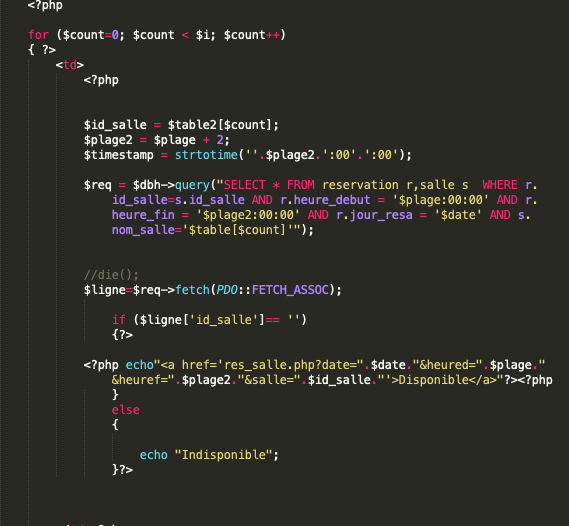 <?php
for ($count=0; $count < $i; $count++)
{ ?>
<td>
<?php
$id_salle = $table2[$count];
$plage2 = $plage + 2;
$timestamp = strtotime(''.$plage2.':00'.':00');
$req = $dbh->query("SELECT * FROM reservation r,salle s  WHERE r.
id_salle=s.id_salle AND r.heure_debut = '$plage:00:00' AND r.
heure_fin = '$plage2:00:00' AND r.jour_resa = '$date' AND s.
nom_salle='$table[$count]'");
//die();
$ligne=$req->fetch(PDO::FETCH_ASSOC);
if ($ligne['id_salle']== '')
{?>
<?php echo"<a href='res_salle.php?date=".$date."&heured=".$plage."
&heuref=".$plage2."&salle=".$id_salle."'>Disponible</a>"?><?php
}
else
{
echo "Indisponible";
}?>